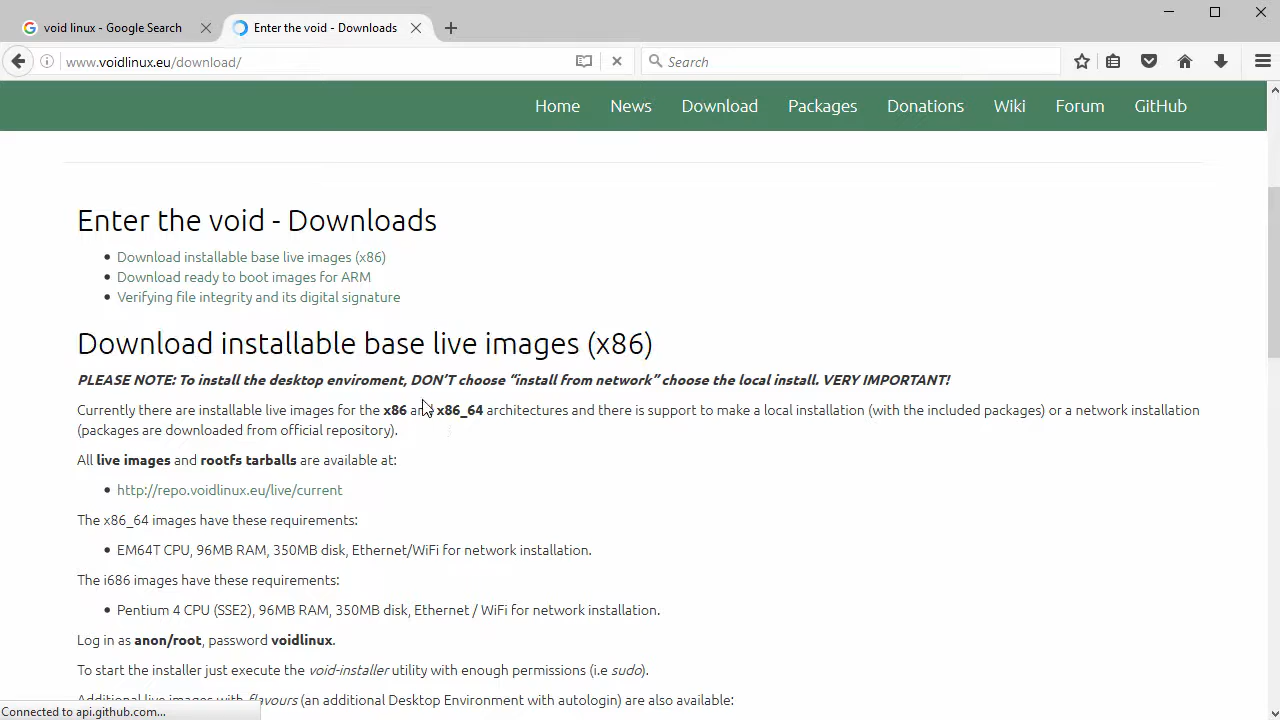 void linux - Google Search
Enter the void - Downloads
www.voidlinux.eu/download/
Search
Home News Download Packages Donations Wiki Forum GitHub
Enter the void - Downloads
Download installable base live images (x86)
Download ready to boot images for ARM
Verifying file integrity and its digital signature
Download installable base live images (x86)
PLEASE NOTE: To install the desktop enviroment, DON'T choose “install from network” choose the local install. VERY IMPORTANT!
Currently there are installable live images for the x86 and x86_64 architectures and there is support to make a local installation (with the included packages) or a network installation
(packages are downloaded from official repository).
All live images and rootfs tarballs are available at:
http://repo.voidlinux.eu/live/current
The x86_64 images have these requirements:
EM64T CPU, 96MB RAM, 350MB disk, Ethernet/WiFi for network installation.
The i686 images have these requirements:
Pentium 4 CPU (SSE2), 96MB RAM, 350MB disk, Ethernet / WiFi for network installation.
Log in as anon/root, password voidlinux.
To start the installer just execute the void-installer utility with enough permissions (i.e sudo).
Additional live images with flavours (an additional Desktop Environment with autologin) are also available:
Connected to api.github.com...